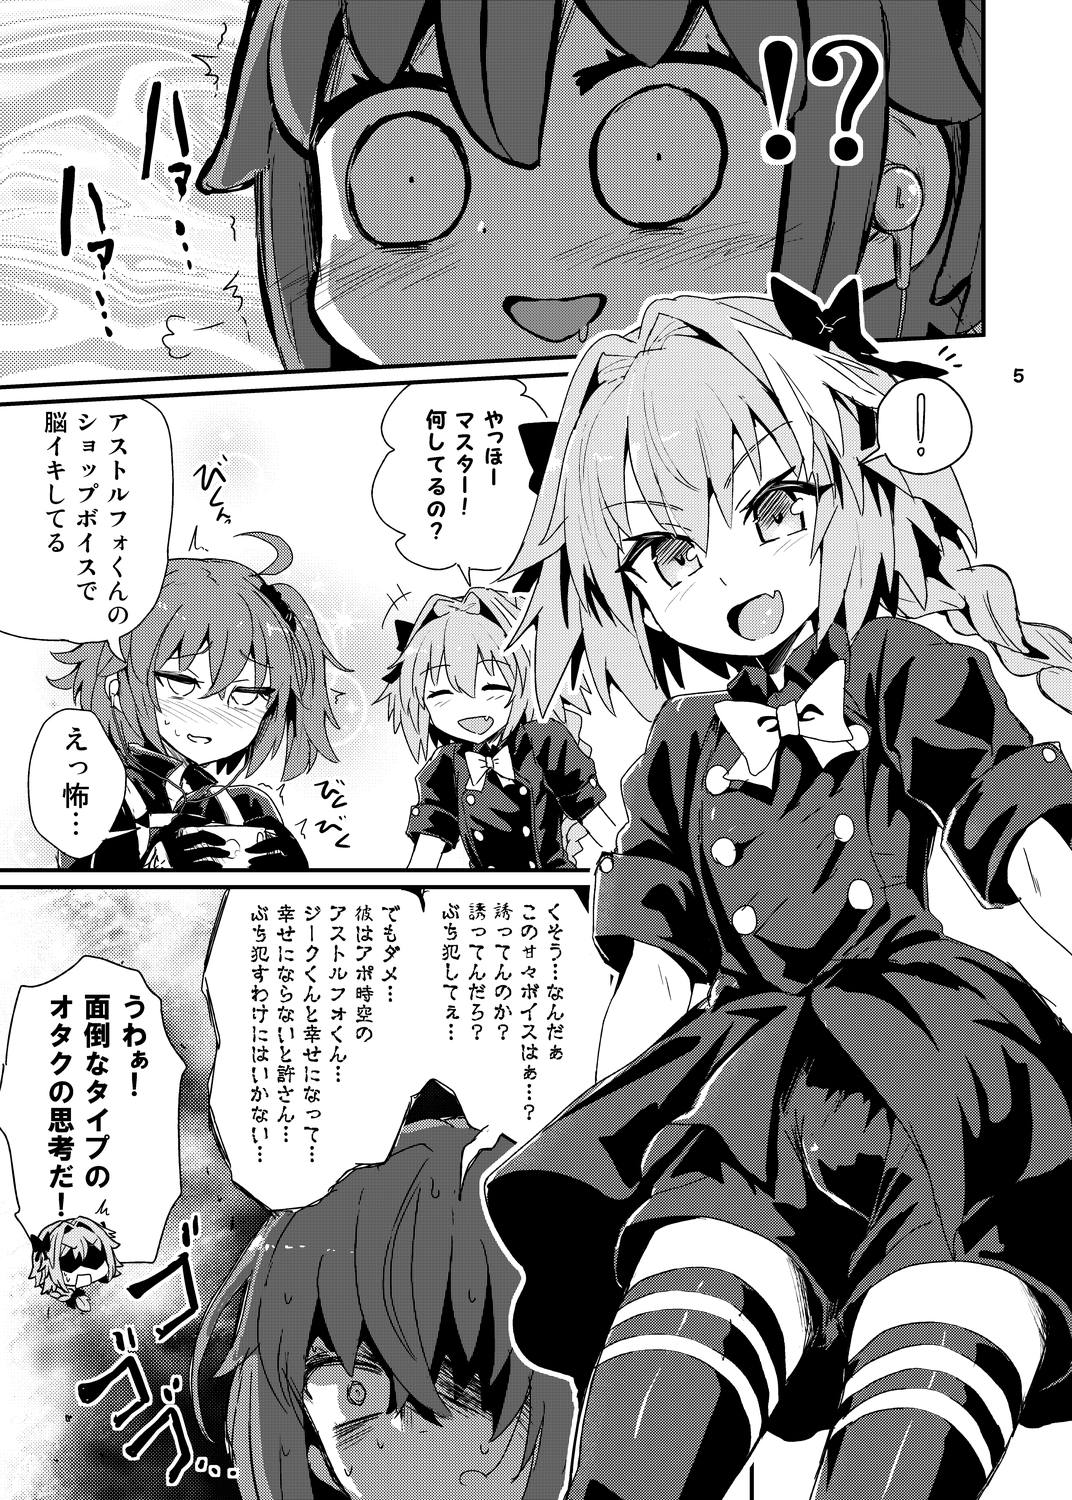 !?
ハァ…
ハァ…
5
!
やっほー
マスター!
何してるの?
びくん
アストルフォくんの
ショップボイスで
脳イキしてる
えっ怖…
びく
びく
くそう…なんだぁ
この甘々ボイスはぁ…?
誘ってんのか?
誘ってんだろ?
ぶち犯してぇ…
でもダメ…
彼はアポ時空の
アストルフォくん…
ジークくんと幸せになって…
幸せにならないと許さん…
ぶち犯すわけにはいかない…
うわぁ!
面倒なタイプの
オタクの思考だ!
ゴゴゴ…